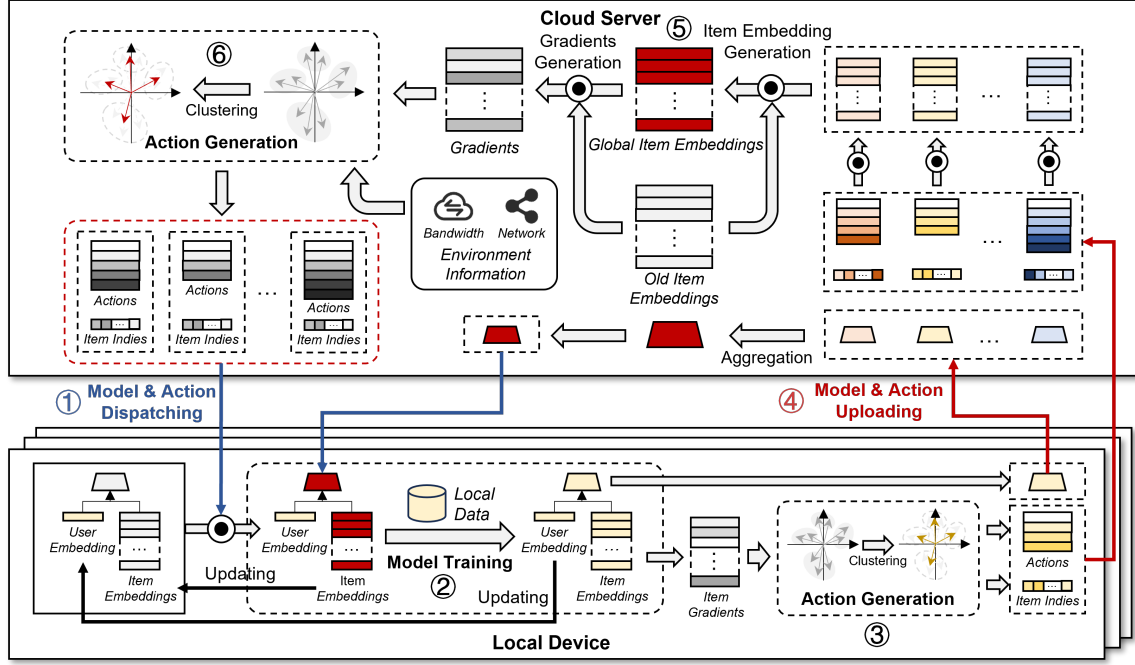 Cloud Server
⑥
⑤
Gradients
Generation
Item Embedding
Generation
Clustering
Action Generation
Gradients
Global Item Embeddings
...
...
...
...
...
...
Bandwidth
Network
Environment
Information
Old Item
Embeddings
...
...
Actions
Actions
Actions
...
...
...
...
Item Indies
Item Indies
Item Indies
...
...
...
...
Aggregation
...
① Model & Action
Dispatching
④ Model & Action
Uploading
User
Embedding
...
Item
Embeddings
Updating
User
Embedding
...
Item
Embeddings
Local
Data
Model Training
②
Updating
User
Embedding
...
Item
Embeddings
...
Item
Gradients
Clustering
Action Generation
③
Actions
...
Item Indies
Local Device